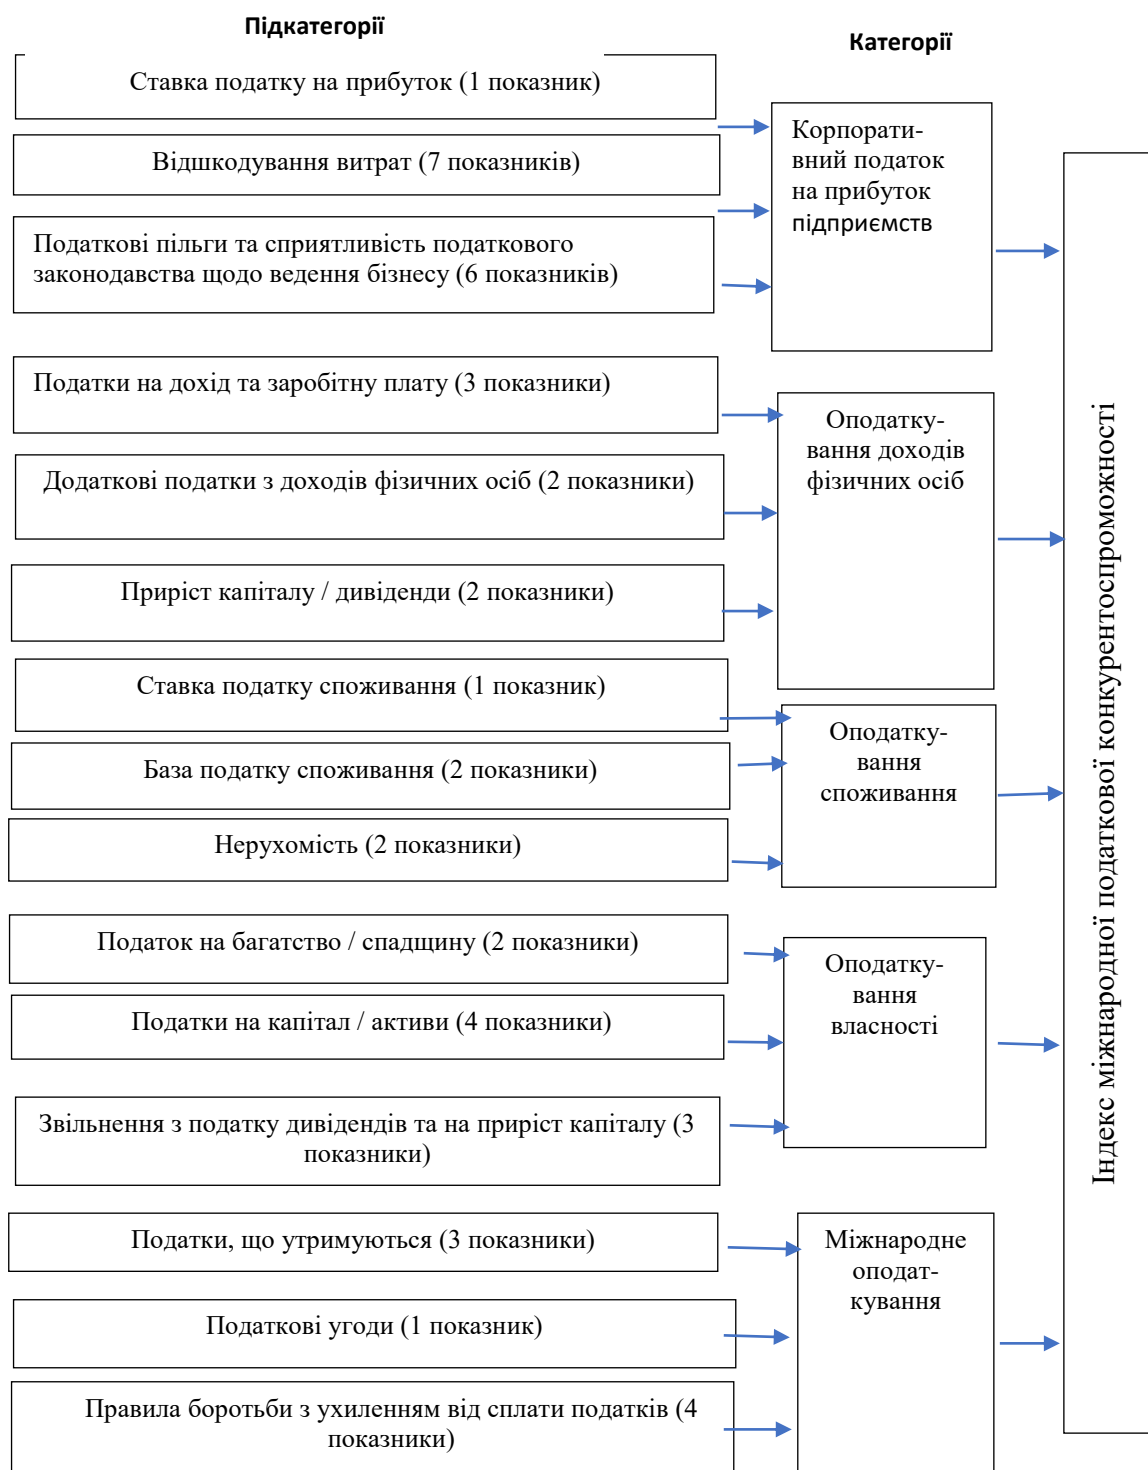 Підкатегорії
Категорії
Ставка податку на прибуток (1 показник)
Відшкодування витрат (7 показників)
Податкові пільги та сприятливість податкового
законодавства щодо ведення бізнесу (6 показників)
Корпорати-
вний податок
на прибуток
підприємств
Податки на дохід та заробітну плату (3 показники)
Додаткові податки з доходів фізичних осіб (2 показники)
Приріст капіталу / дивіденди (2 показники)
Оподатку-
вання доходів
фізичних осіб
Ставка податку споживання (1 показник)
База податку споживання (2 показники)
Нерухомість (2 показники)
Оподатку-
вання
споживання
Податок на багатство / спадщину (2 показники)
Податки на капітал / активи (4 показники)
Звільнення з податку дивідендів та на приріст капіталу (3
показники)
Оподатку-
вання
власності
Податки, що утримуються (3 показники)
Податкові угоди (1 показник)
Правила боротьби з ухиленням від сплати податків (4
показники)
Міжнародне
оподат-
кування
Індекс міжнародної податкової конкурентоспроможності